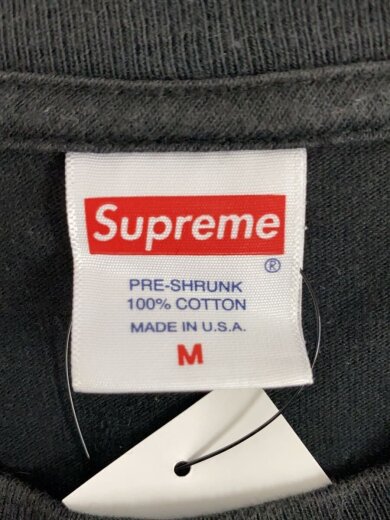 Supreme
®
PRE-SHRUNK
100% COTTON
MADE IN U.S.A.
M